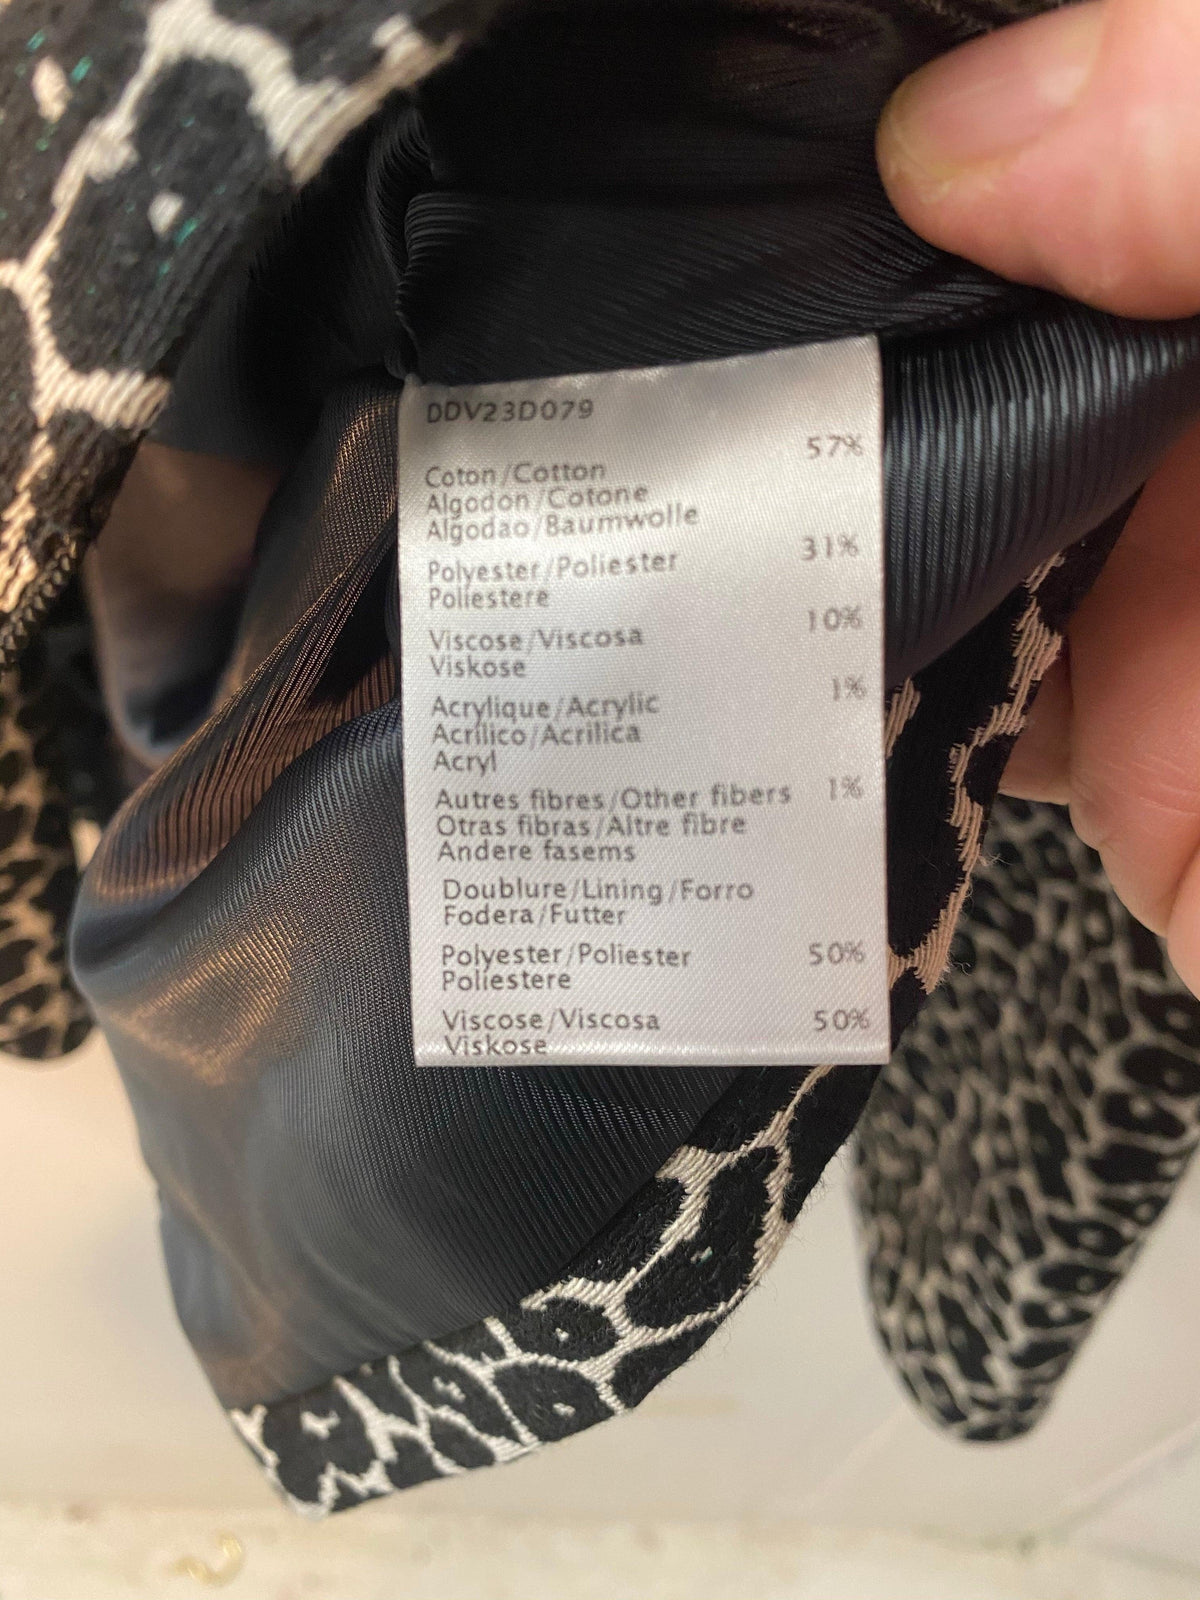 DDV23D079
57%
Coton/Cotton
Algodon/Cotone
Algodao/Baumwolle
31%
Polyester/Poliester
Poliestere
10%
Viscose/Viscosa
Viskose
1%
Acrylique/Acrylic
Acrilico/Acrilica
Acryl
Autres fibres/Other fibers 1%
Otras fibras/Altre fibre
Andere fasems
Doublure/Lining/Forro
Fodera/Futter
Polyester/Poliester 50%
Poliestere
Viscose/Viscosa 50%
Viskose